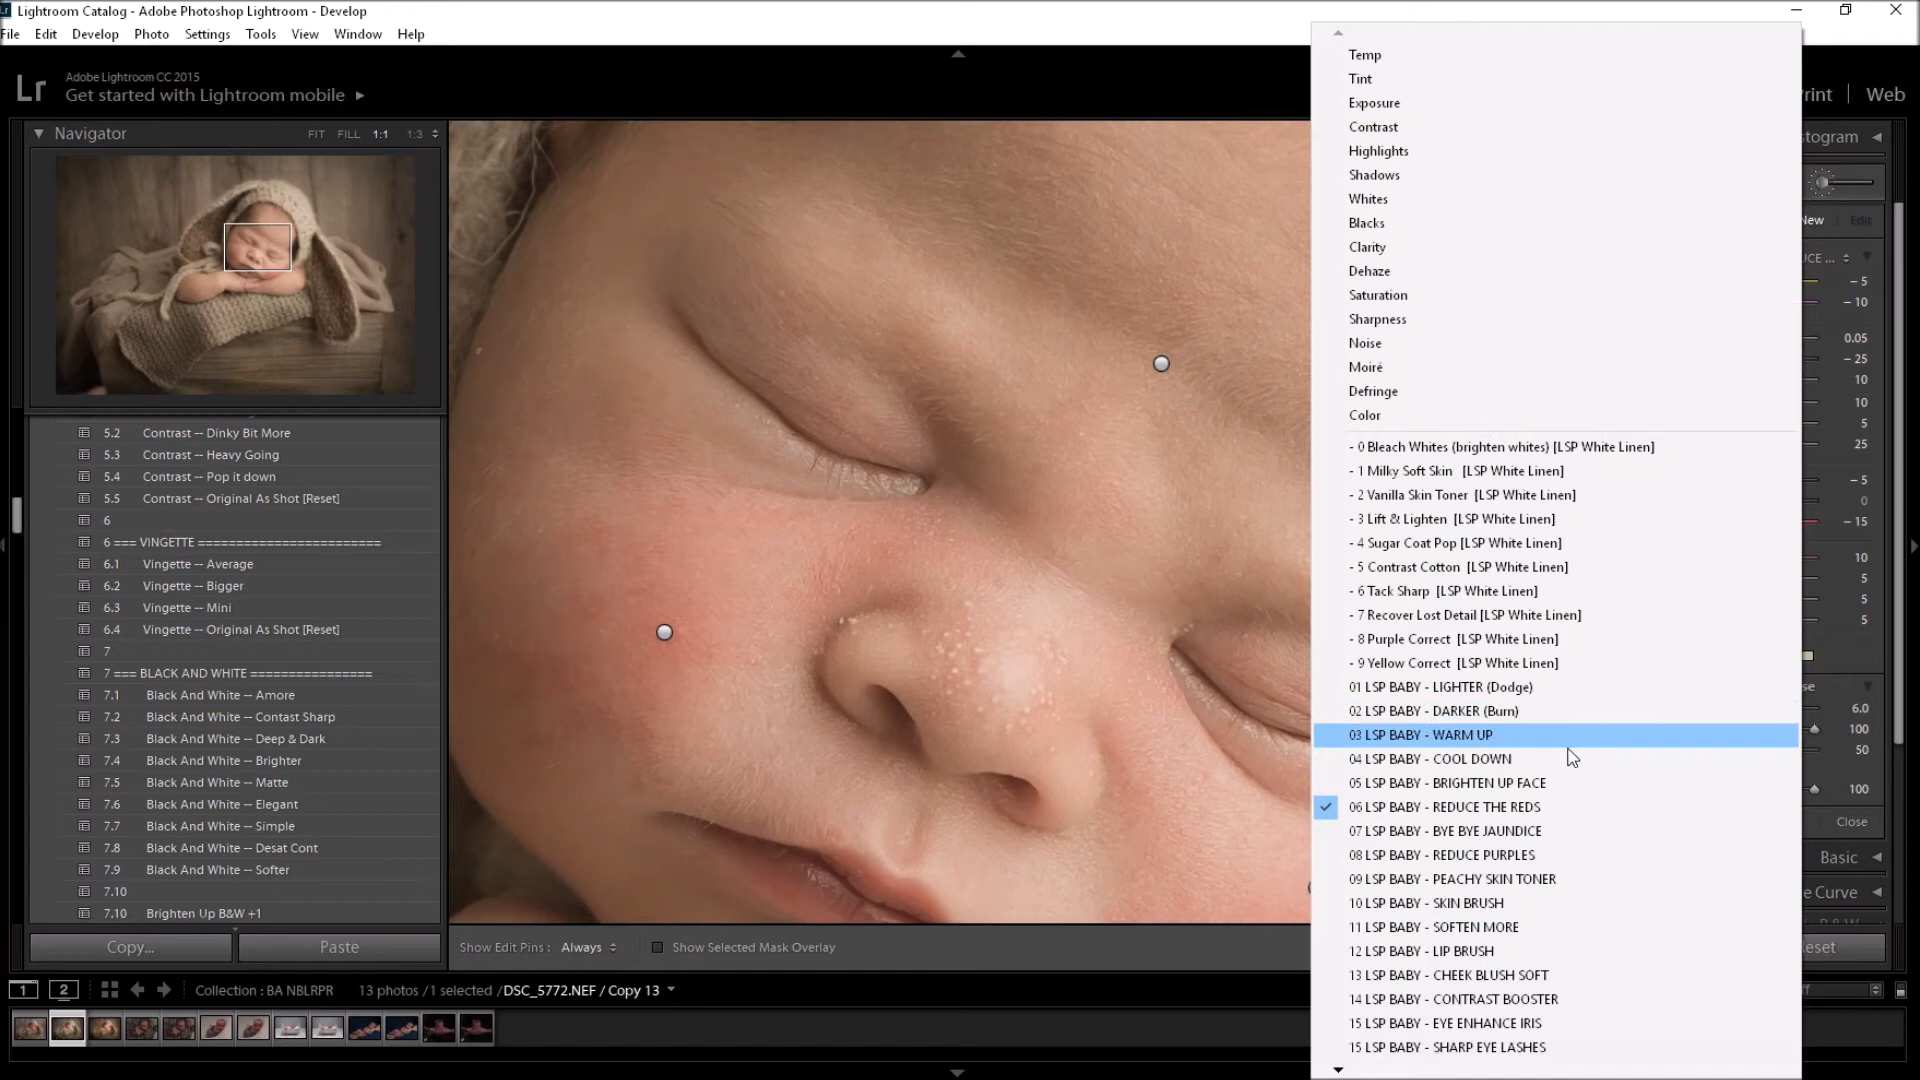 Lightroom Catalog - Adobe Photoshop Lightroom - Develop
File Edit Develop Photo Settings Tools View Window Help
Lr
Adobe Lightroom CC 2015
Get started with Lightroom mobile
Print | Web
Navigator FIT FILL 1:1 1:3
5.2 Contrast -- Dinky Bit More
5.3 Contrast -- Heavy Going
5.4 Contrast -- Pop it down
5.5 Contrast -- Original As Shot [Reset]
6
6 === VINGETTE ========================
6.1 Vingette -- Average
6.2 Vingette -- Bigger
6.3 Vingette -- Mini
6.4 Vingette -- Original As Shot [Reset]
7
7 === BLACK AND WHITE ================
7.1 Black And White -- Amore
7.2 Black And White -- Contast Sharp
7.3 Black And White -- Deep & Dark
7.4 Black And White -- Brighter
7.5 Black And White -- Matte
7.6 Black And White -- Elegant
7.7 Black And White -- Simple
7.8 Black And White -- Desat Cont
7.9 Black And White -- Softer
7.10
7.10 Brighten Up B&W +1
Copy... Paste
Show Edit Pins : Always Show Selected Mask Overlay
1 2 Collection : BA NBLRPR 13 photos /1 selected /DSC_5772.NEF / Copy 13
Temp
Tint
Exposure
Contrast
Highlights
Shadows
Whites
Blacks
Clarity
Dehaze
Saturation
Sharpness
Noise
Moiré
Defringe
Color
- 0 Bleach Whites (brighten whites) [LSP White Linen]
- 1 Milky Soft Skin [LSP White Linen]
- 2 Vanilla Skin Toner [LSP White Linen]
- 3 Lift & Lighten [LSP White Linen]
- 4 Sugar Coat Pop [LSP White Linen]
- 5 Contrast Cotton [LSP White Linen]
- 6 Tack Sharp [LSP White Linen]
- 7 Recover Lost Detail [LSP White Linen]
- 8 Purple Correct [LSP White Linen]
- 9 Yellow Correct [LSP White Linen]
01 LSP BABY - LIGHTER (Dodge)
02 LSP BABY - DARKER (Burn)
03 LSP BABY - WARM UP
04 LSP BABY - COOL DOWN
05 LSP BABY - BRIGHTEN UP FACE
06 LSP BABY - REDUCE THE REDS
07 LSP BABY - BYE BYE JAUNDICE
08 LSP BABY - REDUCE PURPLES
09 LSP BABY - PEACHY SKIN TONER
10 LSP BABY - SKIN BRUSH
11 LSP BABY - SOFTEN MORE
12 LSP BABY - LIP BRUSH
13 LSP BABY - CHEEK BLUSH SOFT
14 LSP BABY - CONTRAST BOOSTER
15 LSP BABY - EYE ENHANCE IRIS
15 LSP BABY - SHARP EYE LASHES
stogram
New Edit
UCE ...
- 5
- 10
0.05
- 25
10
10
5
25
- 5
0
- 15
10
5
5
5
se
6.0
100
50
100
Close
Basic
e Curve
Reset